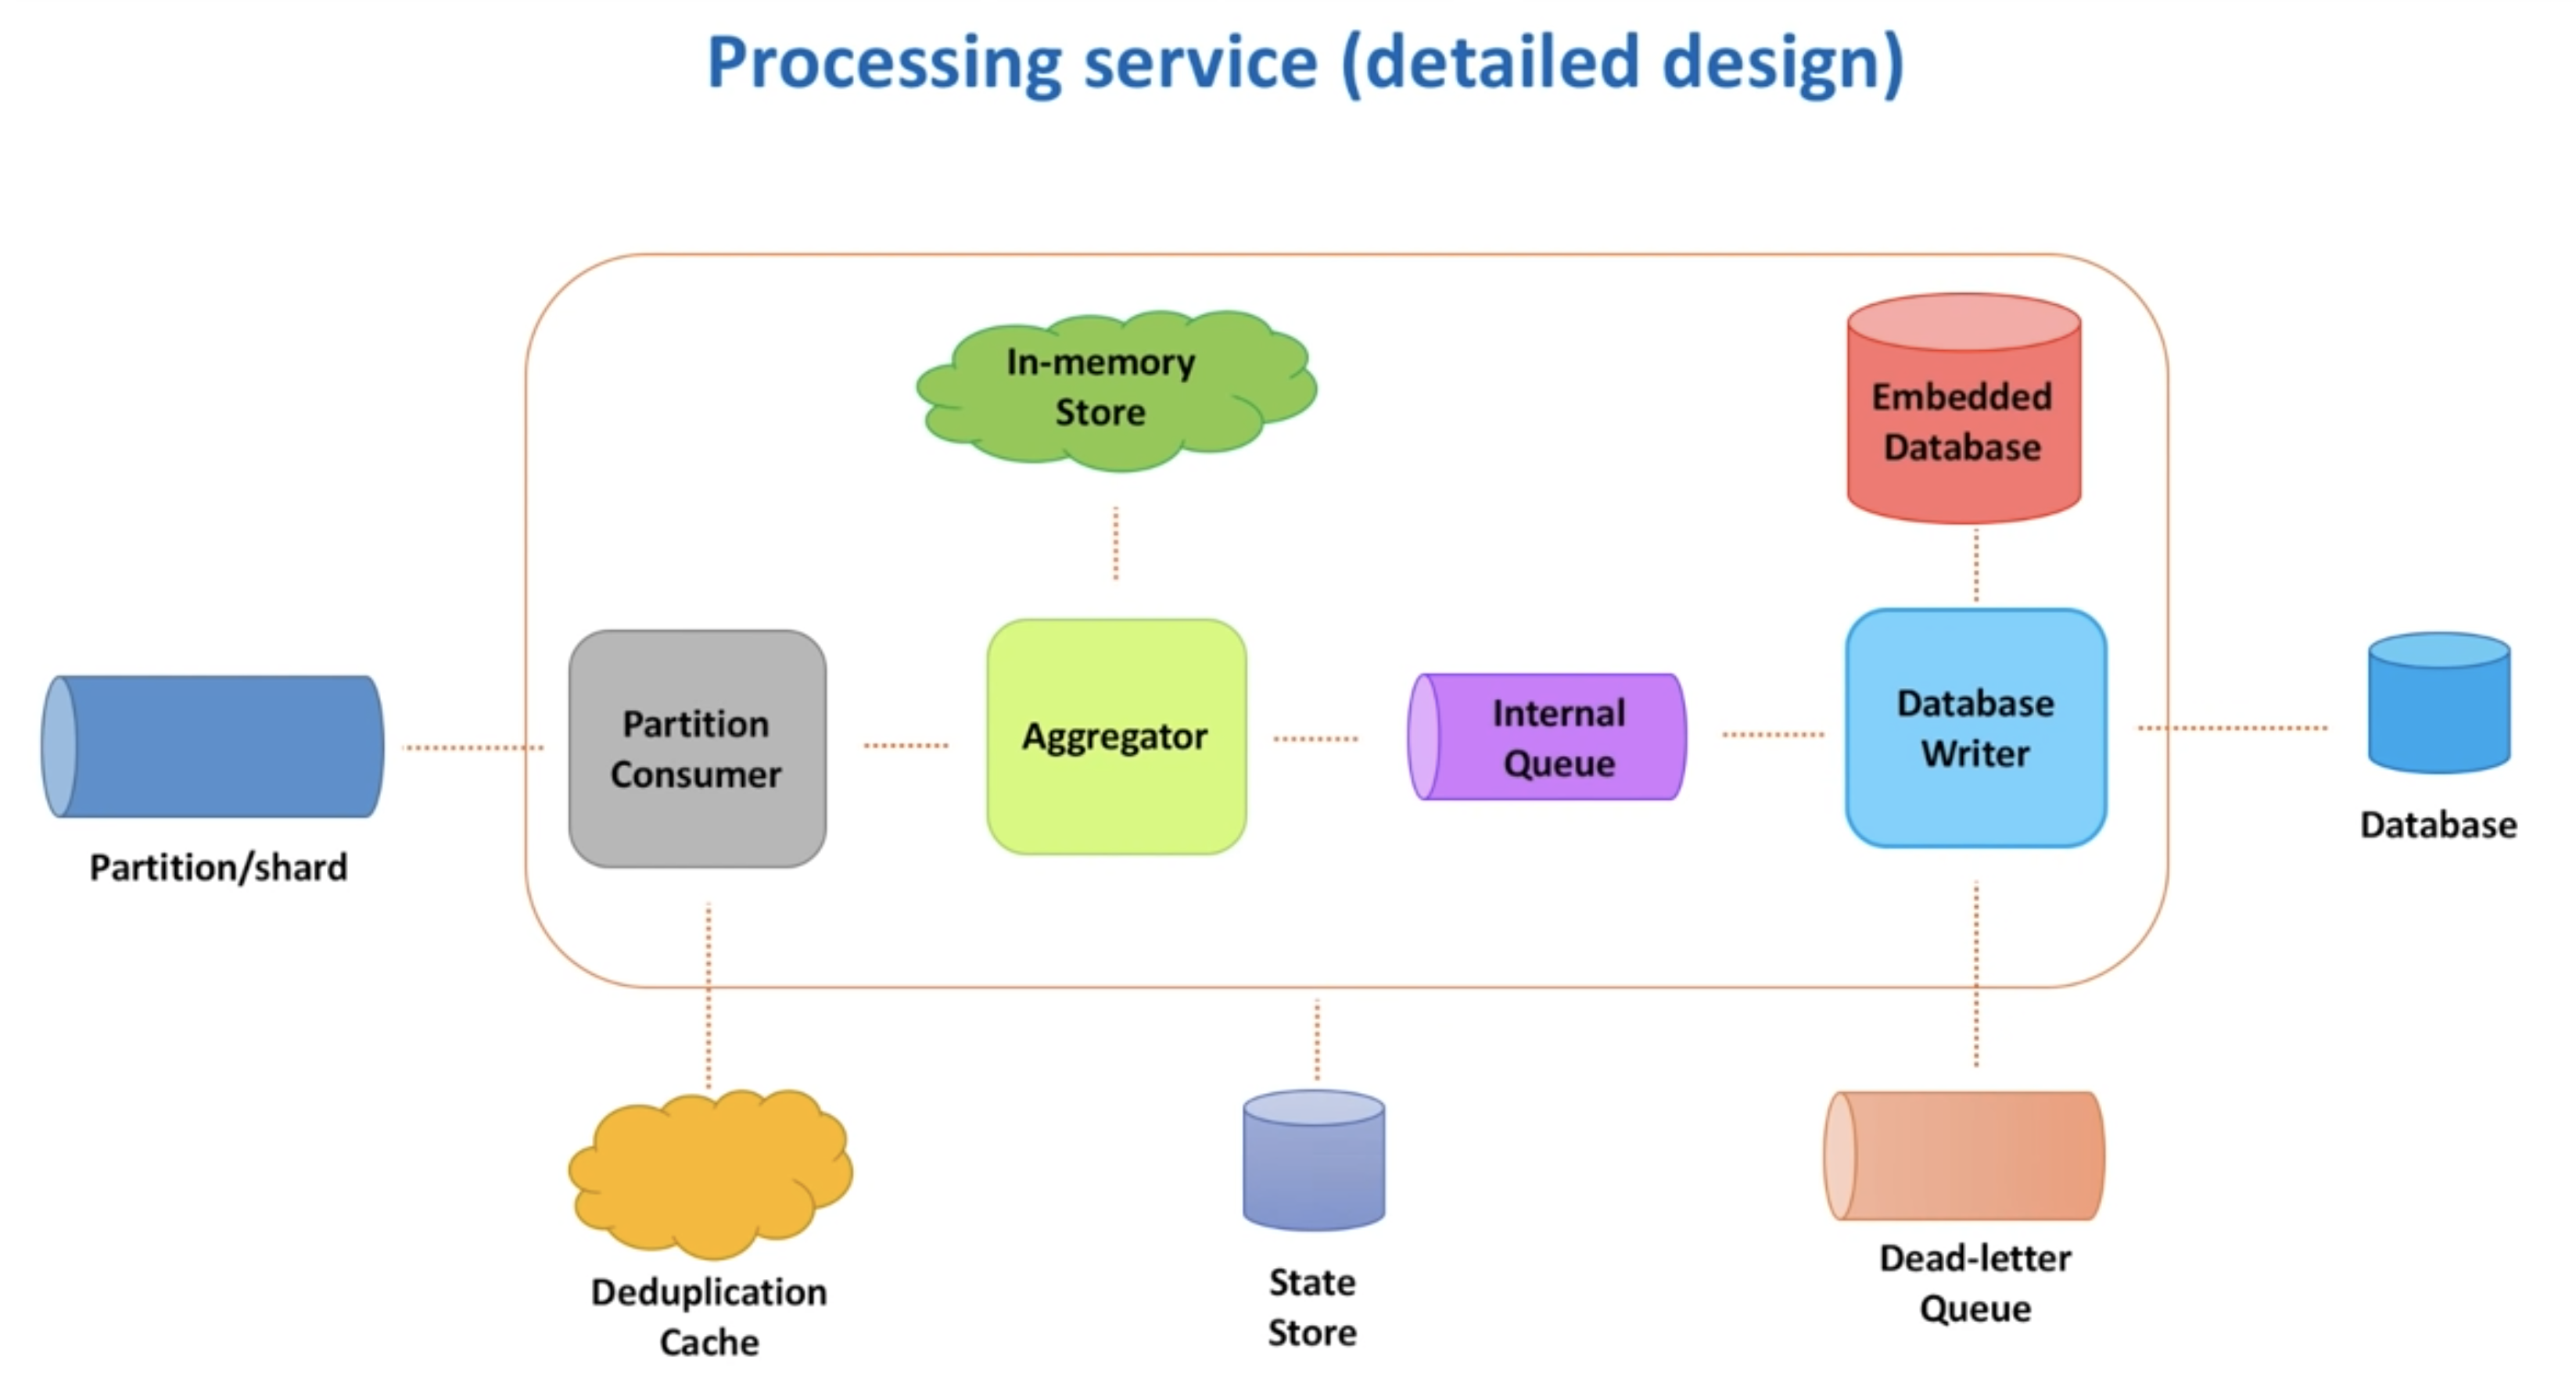 Processing service (detailed design)
In-memory
Store
Embedded
Database
Partition/shard
Partition
Consumer
Aggregator
Internal
Queue
Database
Writer
Database
Deduplication
Cache
State
Store
Dead-letter
Queue